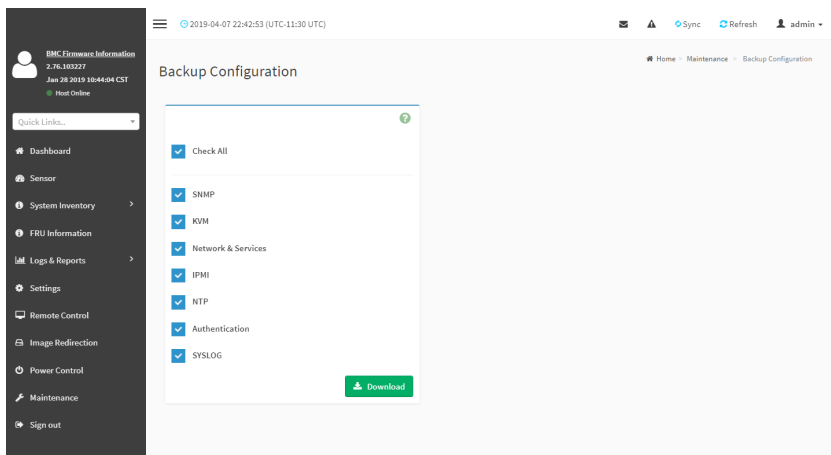 2019-04-07 22:42:53 (UTC-11:30 UTC)
Sync
Refresh
admin
BMC Firmware Information
2.76.103227
Jan 28 2019 10:44:04 CST
Host Online
Quick Links..
Dashboard
Sensor
System Inventory
FRU Information
Logs & Reports
Settings
Remote Control
Image Redirection
Power Control
Maintenance
Sign out
Backup Configuration
Home > Maintenance > Backup Configuration
Check All
SNMP
KVM
Network & Services
IPMI
NTP
Authentication
SYSLOG
Download